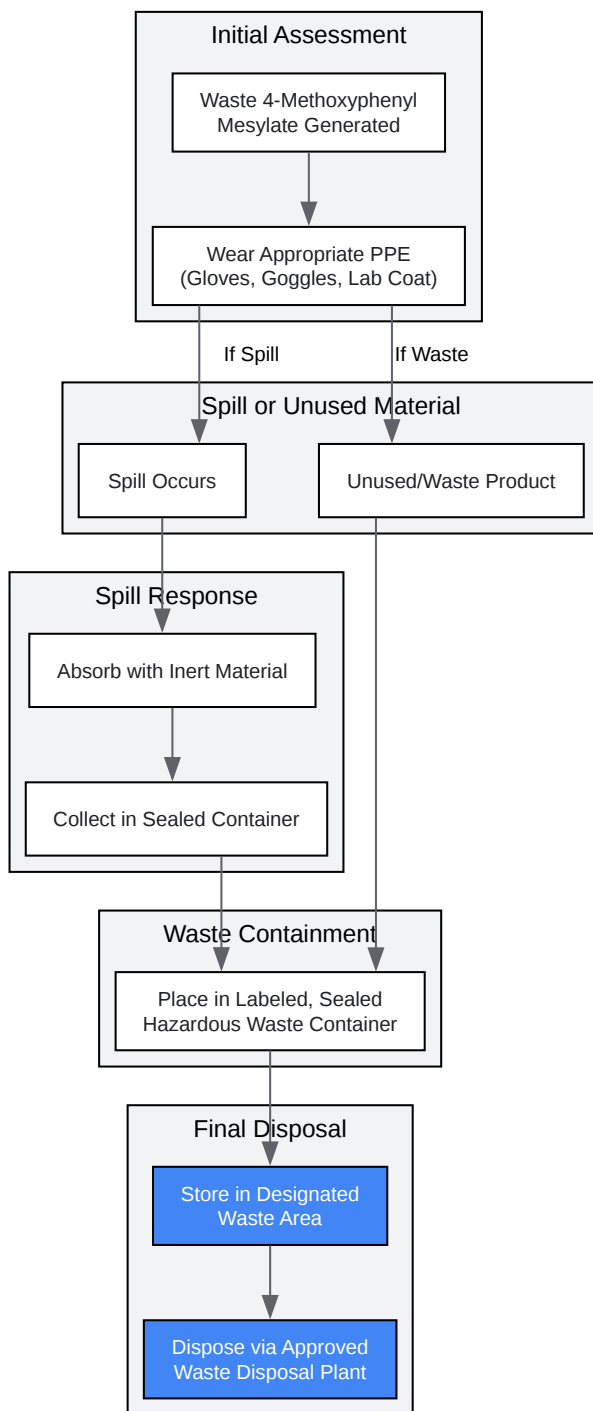 Initial Assessment
Waste 4-Methoxyphenyl
Mesylate Generated
Wear Appropriate PPE
(Gloves, Goggles, Lab Coat)
If Spill
If Waste
Spill or Unused Material
Spill Occurs
Unused/Waste Product
Spill Response
Absorb with Inert Material
Collect in Sealed Container
Waste Containment
Place in Labeled, Sealed
Hazardous Waste Container
Final Disposal
Store in Designated
Waste Area
Dispose via Approved
Waste Disposal Plant